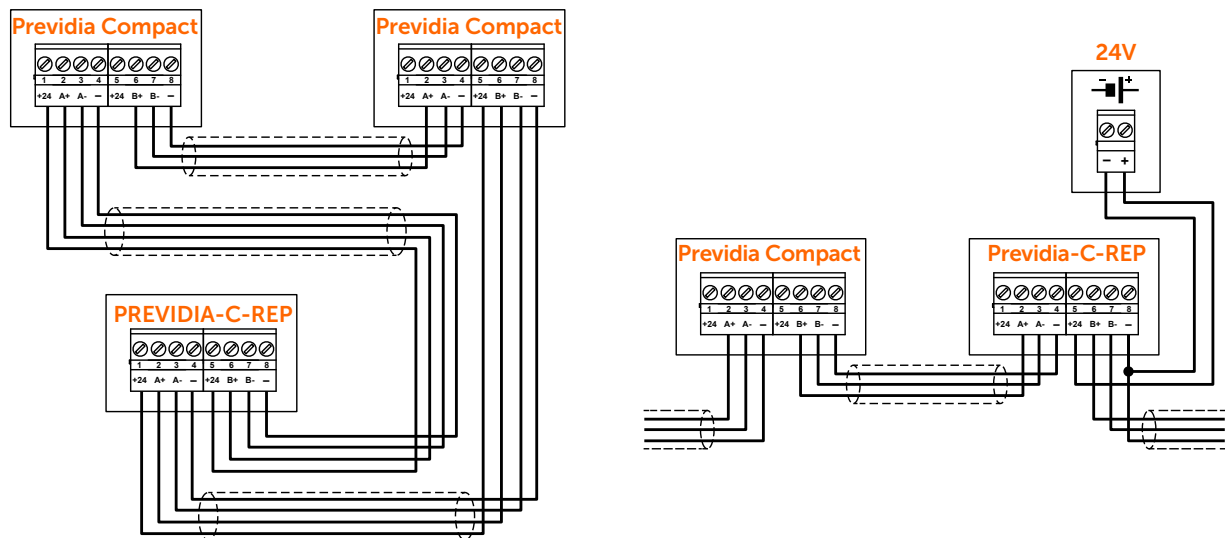 Previdia Compact
1 2 3 4 5 6 7 8
+24 A+ A- – +24 B+ B- –
Previdia Compact
1 2 3 4 5 6 7 8
+24 A+ A- – +24 B+ B- –
PREVIDIA-C-REP
1 2 3 4 5 6 7 8
+24 A+ A- – +24 B+ B- –
24V
- +
– +
Previdia Compact
1 2 3 4 5 6 7 8
+24 A+ A- – +24 B+ B- –
Previdia-C-REP
1 2 3 4 5 6 7 8
+24 A+ A- – +24 B+ B- –